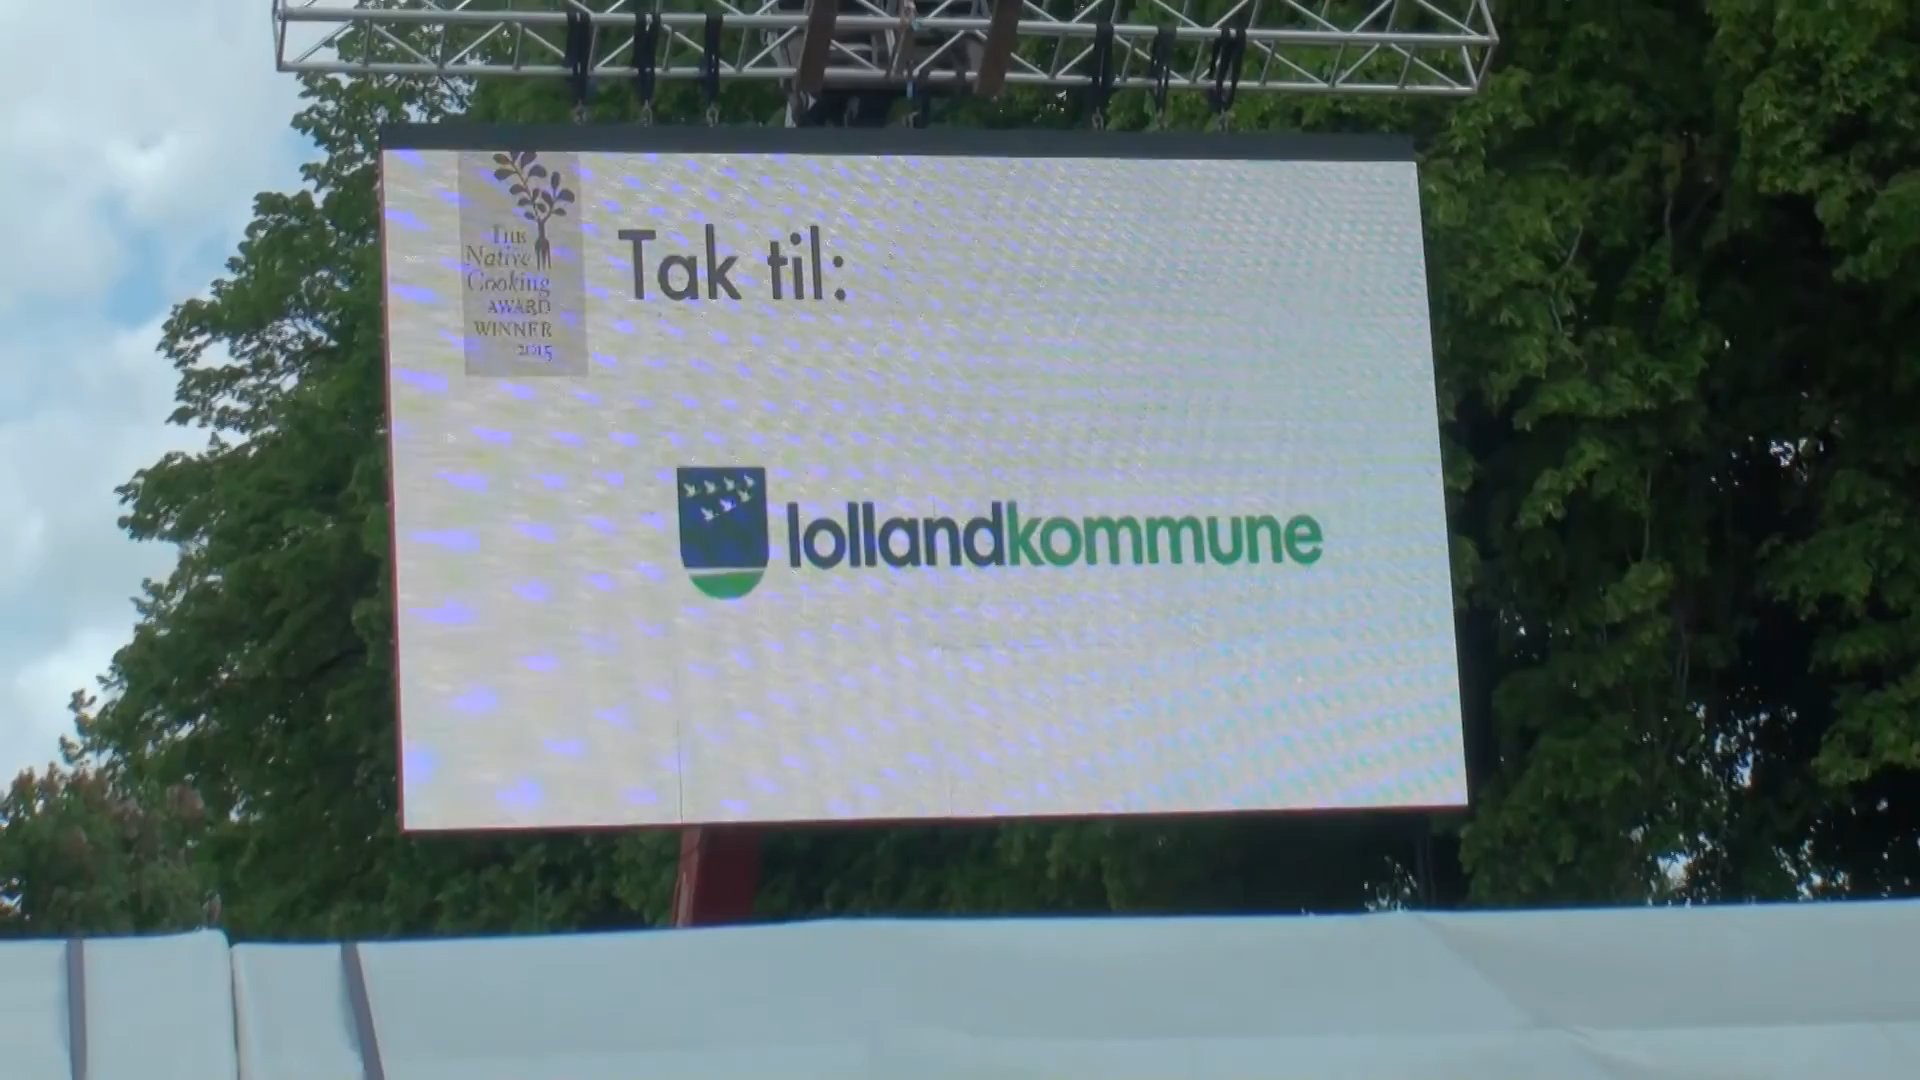 THE
Native
Cooking
AWARD
WINNER
2015
Tak til:
lollandkommune